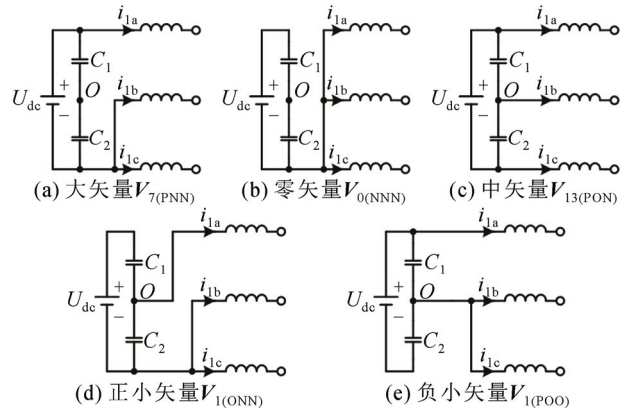 i1a
C1
+
O
i1b
Udc
−
C2
i1c
(a) 大矢量V7(PNN)
i1a
C1
+
O
i1b
Udc
−
C2
i1c
(b) 零矢量V0(NNN)
i1a
C1
+
O
i1b
Udc
−
C2
i1c
(c) 中矢量V13(PON)
i1a
C1
+
O
i1b
Udc
−
C2
i1c
(d) 正小矢量V1(ONN)
i1a
C1
+
O
i1b
Udc
−
C2
i1c
(e) 负小矢量V1(POO)